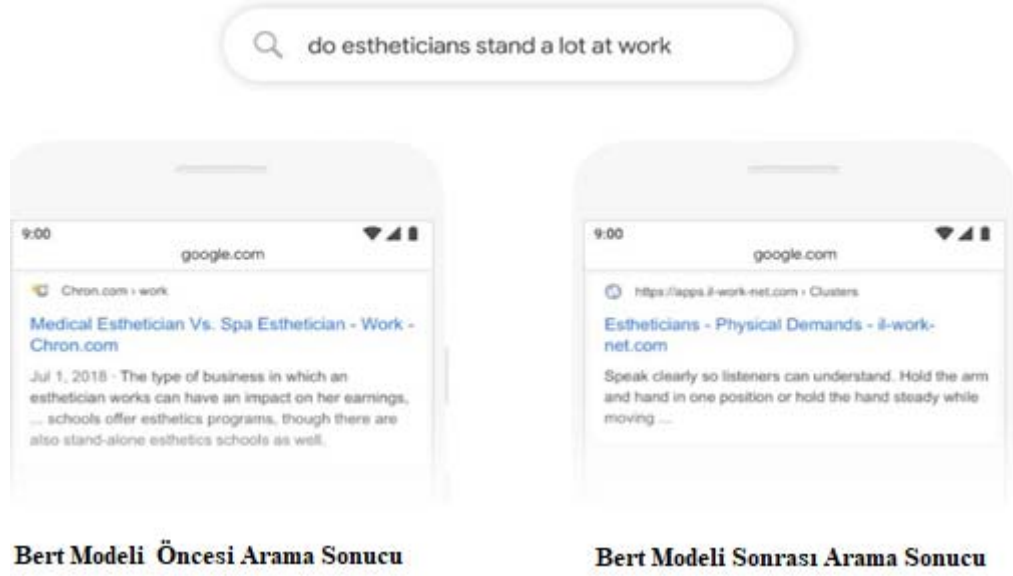 do estheticians stand a lot at work
9:00
google.com
Chron.com › work
Medical Esthetician Vs. Spa Esthetician - Work -
Chron.com
Jul 1, 2018 · The type of business in which an
esthetician works can have an impact on her earnings,
... schools offer esthetics programs, though there are
also stand-alone esthetics schools as well.
Bert Modeli Öncesi Arama Sonucu
9:00
google.com
https://apps.il-work-net.com › Clusters
Estheticians - Physical Demands - il-work-
net.com
Speak clearly so listeners can understand. Hold the arm
and hand in one position or hold the hand steady while
moving ...
Bert Modeli Sonrası Arama Sonucu